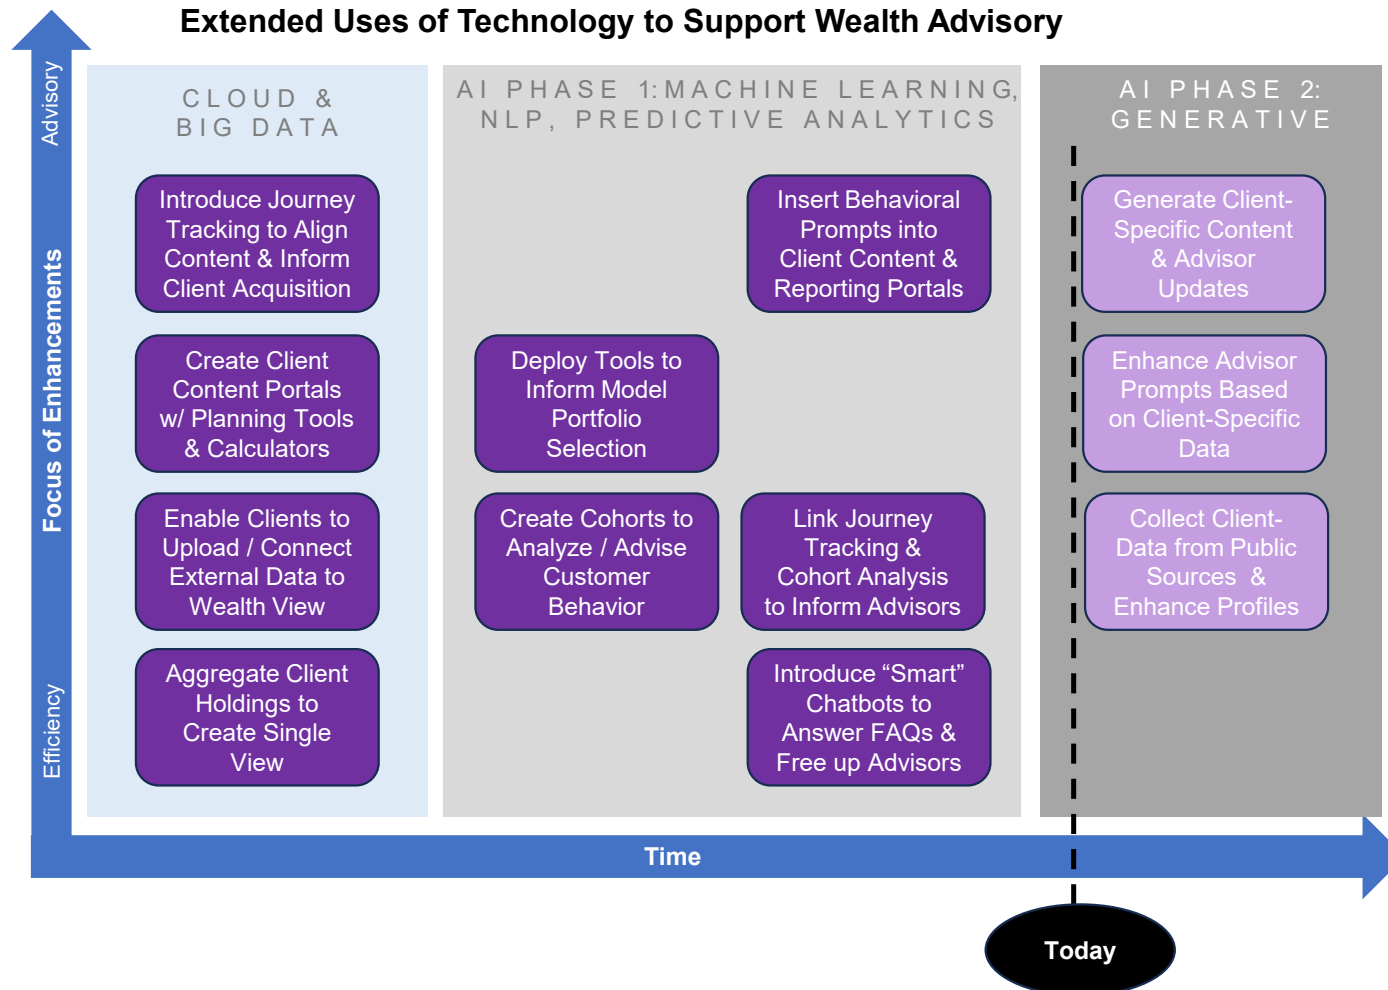 Extended Uses of Technology to Support Wealth Advisory
Advisory
Focus of Enhancements
Efficiency
CLOUD &
BIG DATA
Introduce Journey
Tracking to Align
Content & Inform
Client Acquisition
Create Client
Content Portals
w/ Planning Tools
& Calculators
Enable Clients to
Upload / Connect
External Data to
Wealth View
Aggregate Client
Holdings to
Create Single
View
AI PHASE 1: MACHINE LEARNING,
NLP, PREDICTIVE ANALYTICS
Insert Behavioral
Prompts into
Client Content &
Reporting Portals
Deploy Tools to
Inform Model
Portfolio
Selection
Create Cohorts to
Analyze / Advise
Customer
Behavior
Link Journey
Tracking &
Cohort Analysis
to Inform Advisors
Introduce “Smart”
Chatbots to
Answer FAQs &
Free up Advisors
AI PHASE 2:
GENERATIVE
Generate Client-
Specific Content
& Advisor
Updates
Enhance Advisor
Prompts Based
on Client-Specific
Data
Collect Client-
Data from Public
Sources &
Enhance Profiles
Time
Today